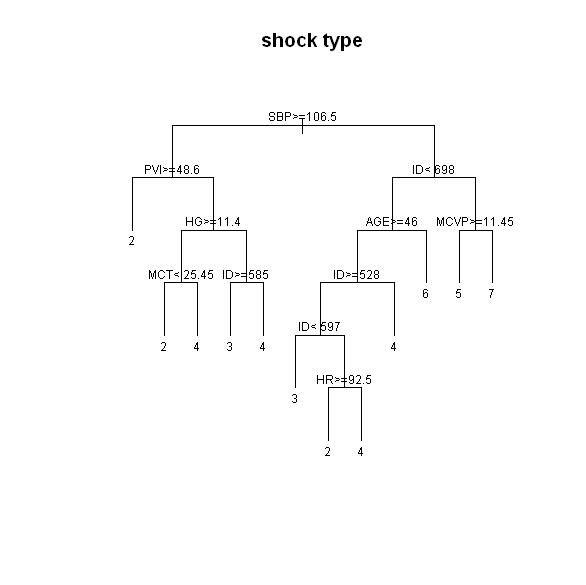 shock type
SBP>=106.5
PVI>=48.6
ID< 698
2
HG>=11.4
AGE>=46
MCVP>=11.45
MCT< 25.45
ID>=585
ID>=528
6
5
7
2
4
3
4
ID< 597
4
3
HR>=92.5
2
4